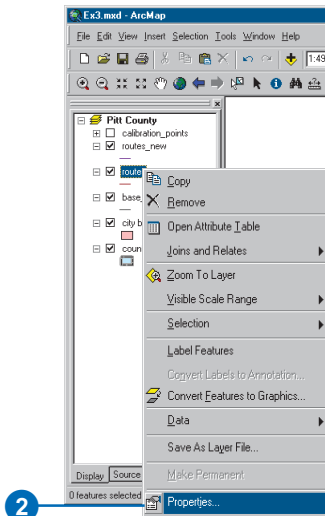 Ex3.mxd - ArcMap
File Edit View Insert Selection Tools Window Help
1:49
Pitt County
calibration_points
routes_new
route
base_
city b
coun
Copy
Remove
Open Attribute Table
Joins and Relates
Zoom To Layer
Visible Scale Range
Selection
Label Features
Convert Labels to Annotation...
Convert Features to Graphics...
Data
Save As Layer File...
Make Permanent
Properties...
Display Source
0 features selected
2